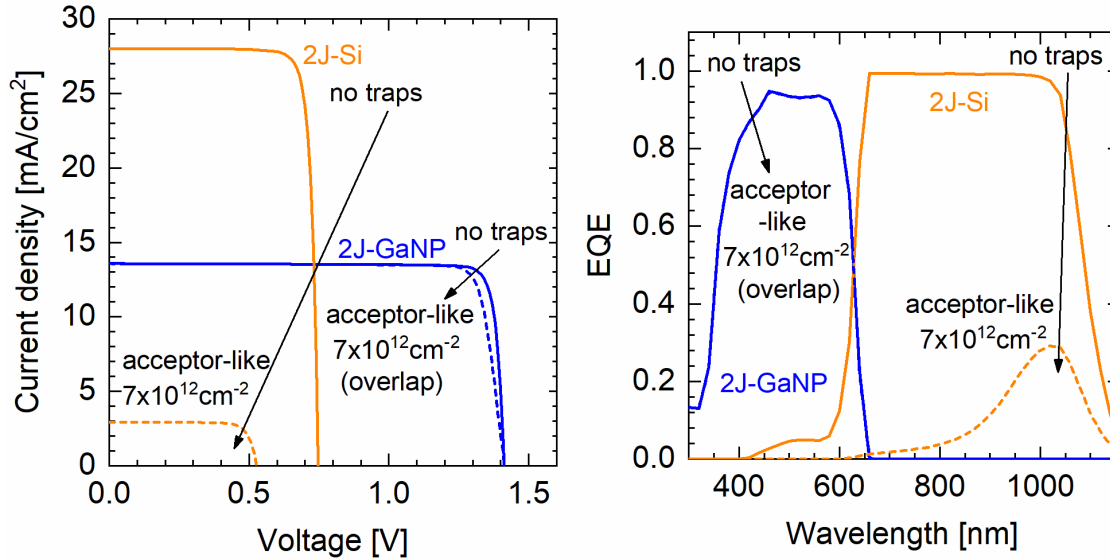 30
25
20
15
10
5
0
0.0
0.5
1.0
1.5
Current density [mA/cm²]
Voltage [V]
2J-Si
no traps
2J-GaNP
no traps
acceptor-like
7x10¹²cm⁻²
(overlap)
acceptor-like
7x10¹²cm⁻²
1.0
0.8
0.6
0.4
0.2
0.0
400
600
800
1000
EQE
Wavelength [nm]
no traps
no traps
2J-Si
acceptor
-like
7x10¹²cm⁻²
(overlap)
acceptor-like
7x10¹²cm⁻²
2J-GaNP